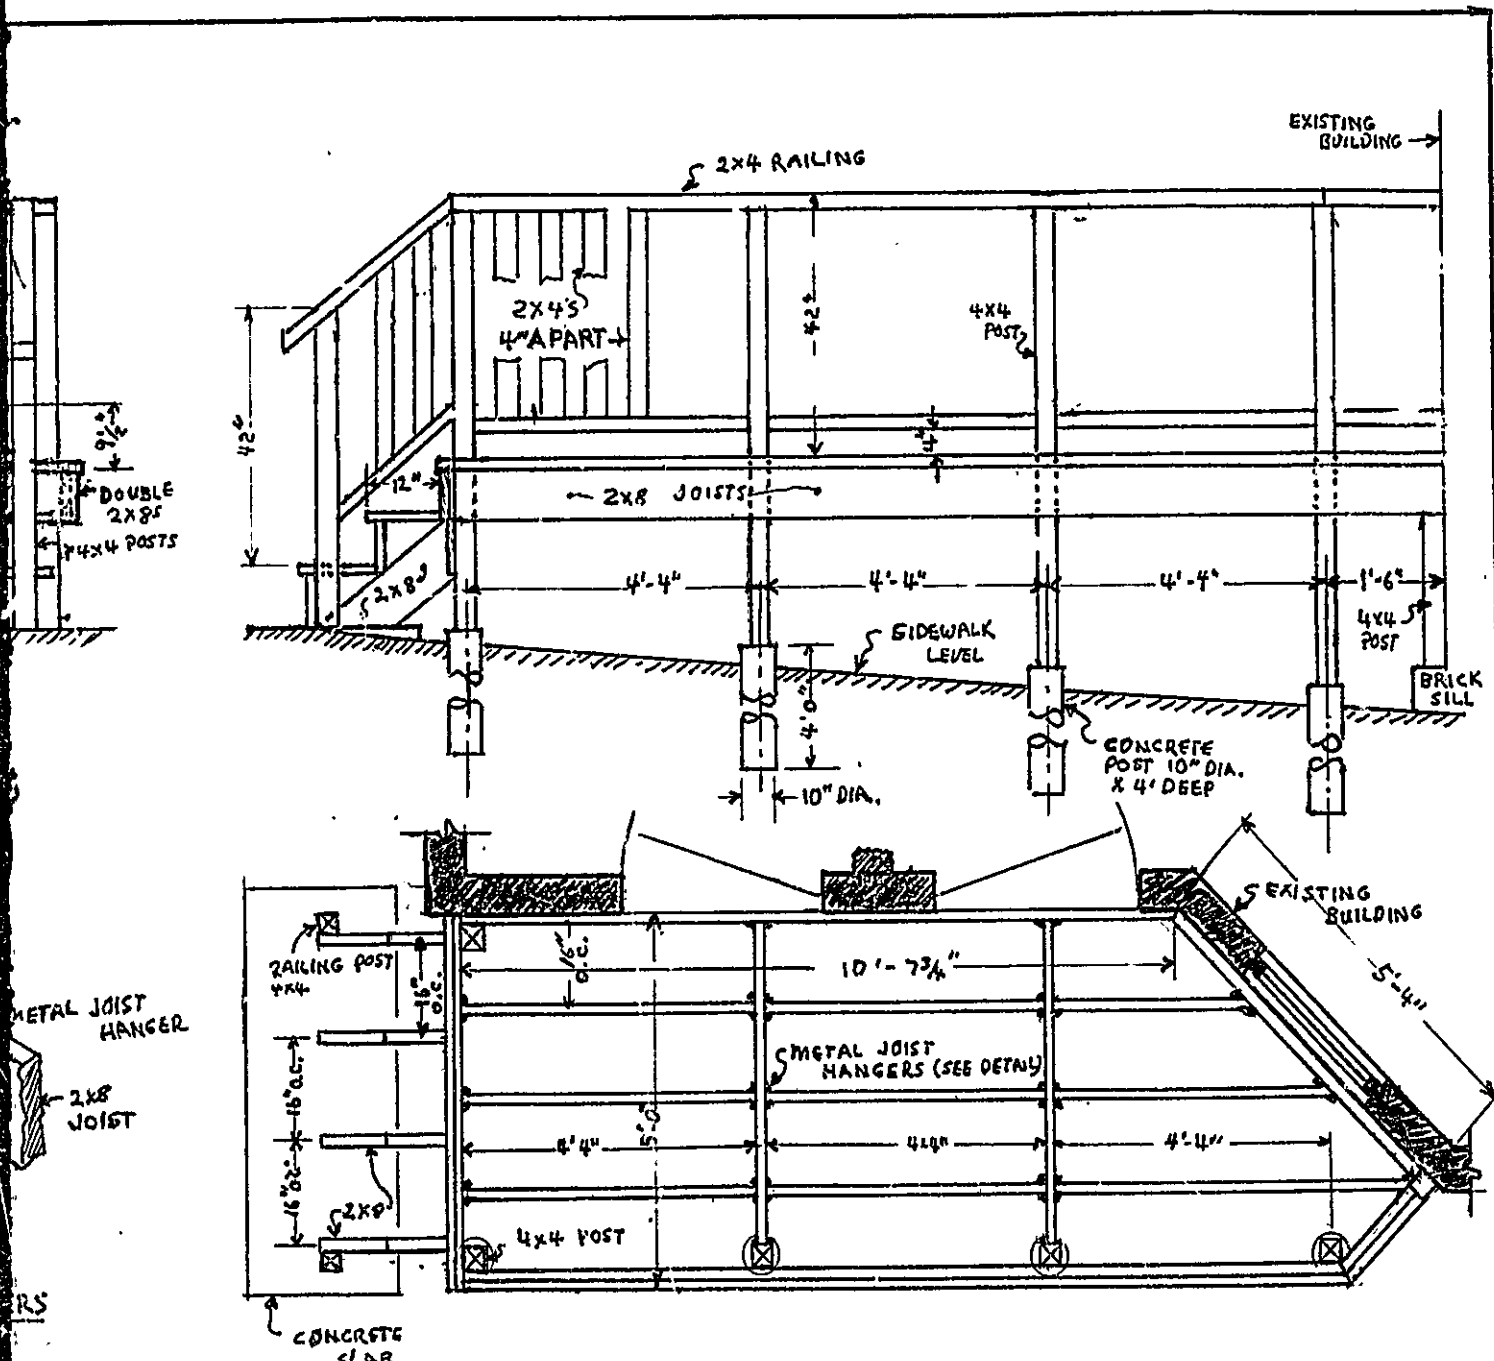 EXISTING
BUILDING
2X4 RAILING
2X4'S
4" APART
42"
4X4
POST
42"
9 1/2"
4"
DOUBLE
2X8S
4X4 POSTS
12"
2X8 JOISTS
2X8
4'-4"
4'-4"
4'-4"
1'-6"
4X4
POST
SIDEWALK
LEVEL
BRICK
SILL
4'0"
CONCRETE
POST 10" DIA.
X 4' DEEP
10" DIA.
EXISTING
BUILDING
5'-4"
RAILING POST
4X4
16"
O.C.
16"
O.C.
10'-7 3/4"
METAL JOIST
HANGER
2X8
JOIST
METAL JOIST
HANGERS (SEE DETAIL)
16" O.C.
5'-0"
4'4"
4'4"
4'-4"
16" O.C.
2X8
4X4 POST
RS
CONCRETE
SLAB